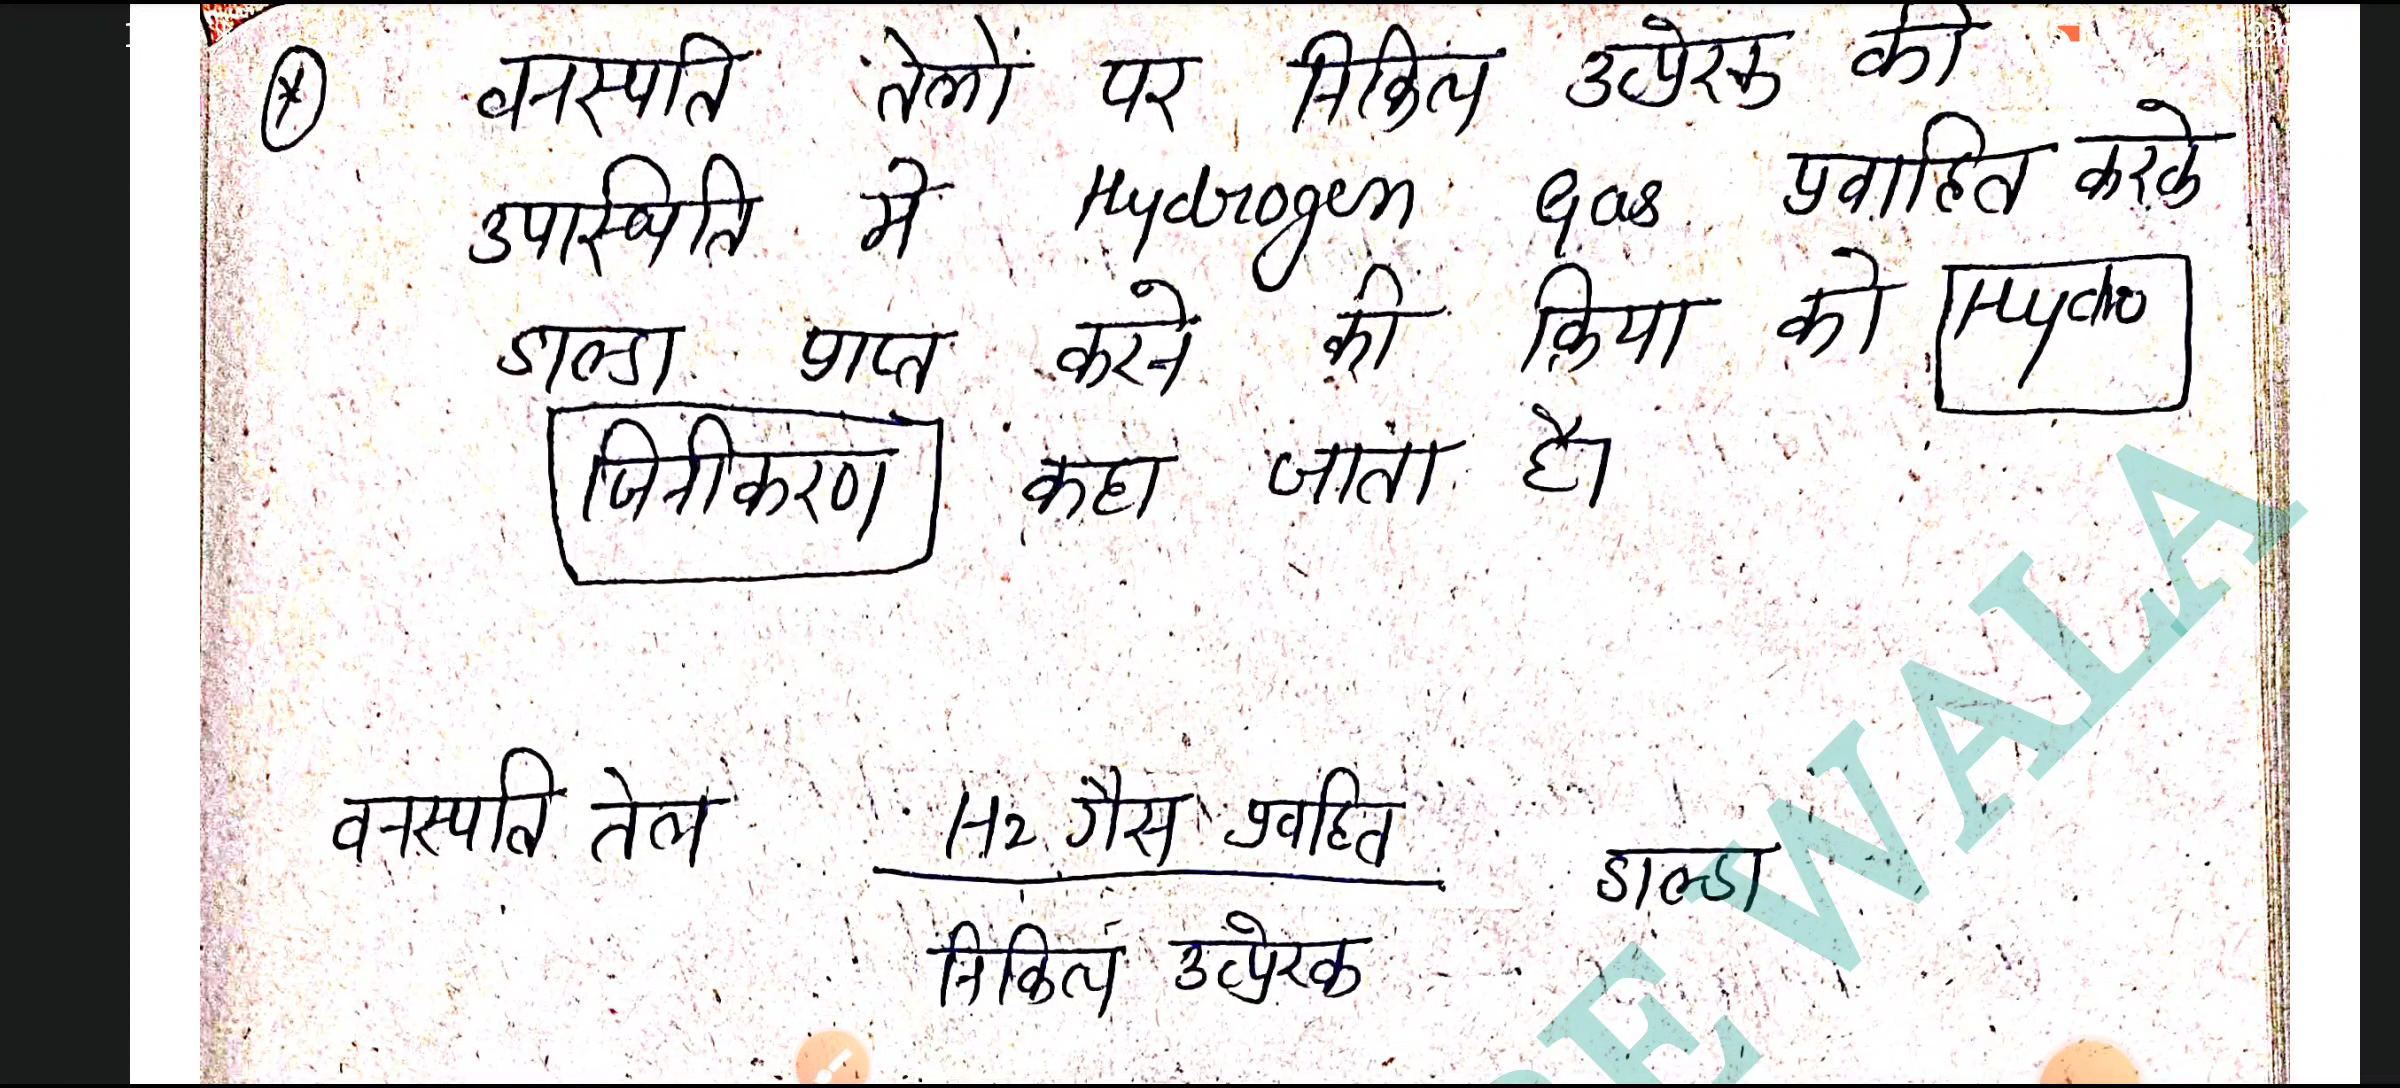 वनस्पति तेलों पर निकित्प उत्प्रेरक की
उपस्थिति मे Hydrogen Gas प्रवाहित करके
डाल्डा प्राप्त करने की क्रिया को Hydro
जिनीकरण कहा जाता है।
वनस्पति तेल H2 गैस प्रवहित डाल्डा
निकित्प उत्प्रेरक
E WALA